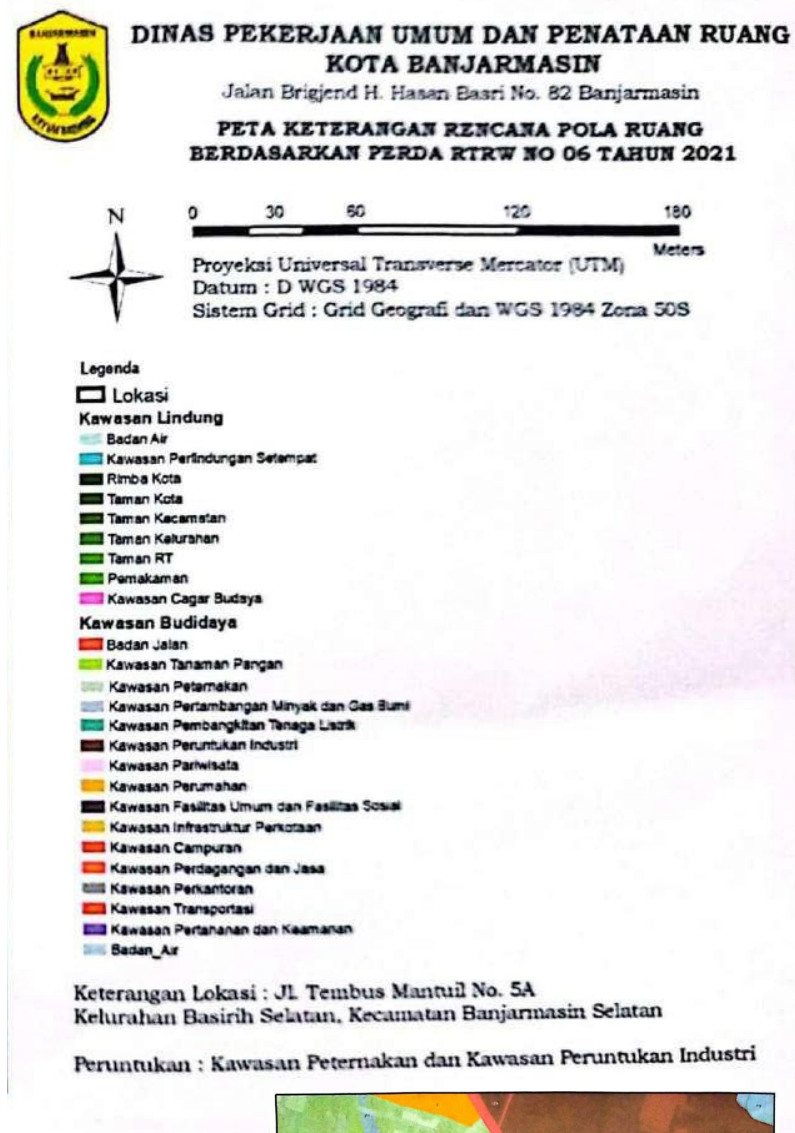 BANJARMASIN
DINAS PEKERJAAN UMUM DAN PENATAAN RUANG
KOTA BANJARMASIN
Jalan Brigjend H. Hasan Basri No. 82 Banjarmasin
PETA KETERANGAN RENCANA POLA RUANG
BERDASARKAN PERDA RTRW NO 06 TAHUN 2021
N
0 30 60 120 180
Meters
Proyeksi Universal Transverse Mercator (UTM)
Datum : D WGS 1984
Sistem Grid : Grid Geografi dan WGS 1984 Zona 50S
Legenda
Lokasi
Kawasan Lindung
Badan Air
Kawasan Perlindungan Setempat
Rimba Kota
Taman Kota
Taman Kecamatan
Taman Kelurahan
Taman RT
Pemakaman
Kawasan Cagar Budaya
Kawasan Budidaya
Badan Jalan
Kawasan Tanaman Pangan
Kawasan Peternakan
Kawasan Pertambangan Minyak dan Gas Bumi
Kawasan Pembangkitan Tenaga Listrik
Kawasan Peruntukan Industri
Kawasan Pariwisata
Kawasan Perumahan
Kawasan Fasilitas Umum dan Fasilitas Sosial
Kawasan Infrastruktur Perkotaan
Kawasan Campuran
Kawasan Perdagangan dan Jasa
Kawasan Perkantoran
Kawasan Transportasi
Kawasan Pertahanan dan Keamanan
Badan_Air
Keterangan Lokasi : Jl. Tembus Mantuil No. 5A
Kelurahan Basirih Selatan, Kecamatan Banjarmasin Selatan
Peruntukan : Kawasan Peternakan dan Kawasan Peruntukan Industri